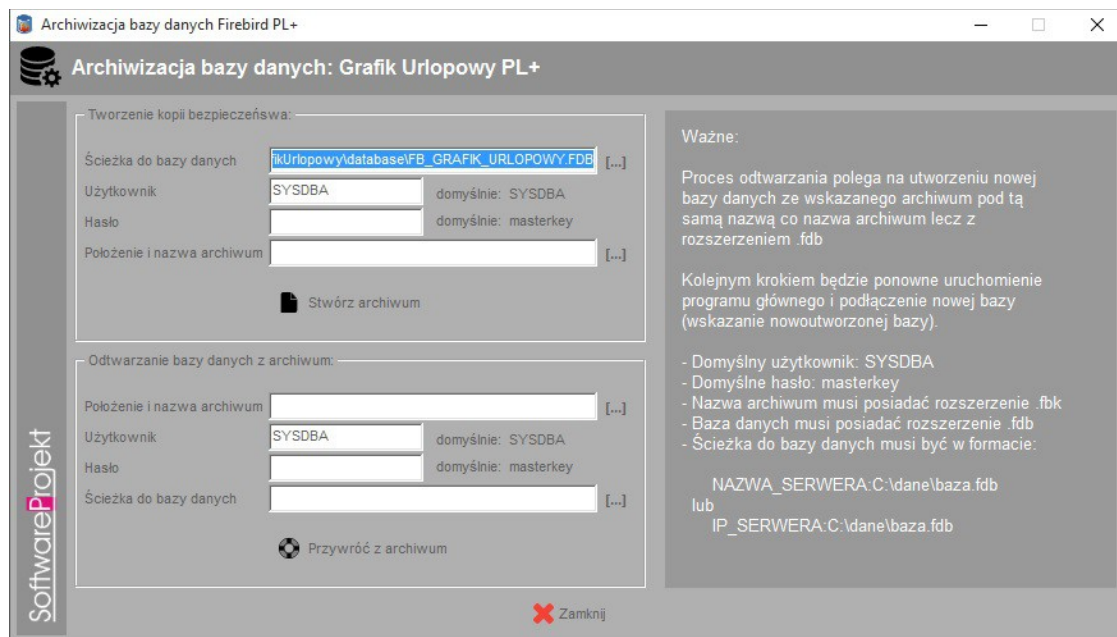 Archiwizacja bazy danych Firebird PL+
Archiwizacja bazy danych: Grafik Urlopowy PL+
Tworzenie kopii bezpieczeńswa:
Ścieżka do bazy danych
ikUrlopowy\database\FB_GRAFIK_URLOPOWY.FDB
[...]
Użytkownik
SYSDBA
domyślnie: SYSDBA
Hasło
domyślnie: masterkey
Położenie i nazwa archiwum
[...]
Stwórz archiwum
Odtwarzanie bazy danych z archiwum:
Położenie i nazwa archiwum
[...]
Użytkownik
SYSDBA
domyślnie: SYSDBA
Hasło
domyślnie: masterkey
Ścieżka do bazy danych
[...]
Przywróć z archiwum
Ważne:
Proces odtwarzania polega na utworzeniu nowej
bazy danych ze wskazanego archiwum pod tą
samą nazwą co nazwa archiwum lecz z
rozszerzeniem .fdb
Kolejnym krokiem będzie ponowne uruchomienie
programu głównego i podłączenie nowej bazy
(wskazanie nowoutworzonej bazy).
- Domyślny użytkownik: SYSDBA
- Domyślne hasło: masterkey
- Nazwa archiwum musi posiadać rozszerzenie .fbk
- Baza danych musi posiadać rozszerzenie .fdb
- Ścieżka do bazy danych musi być w formacie:
NAZWA_SERWERA:C:\dane\baza.fdb
lub
IP_SERWERA:C:\dane\baza.fdb
SoftwareProjekt
Zamknij